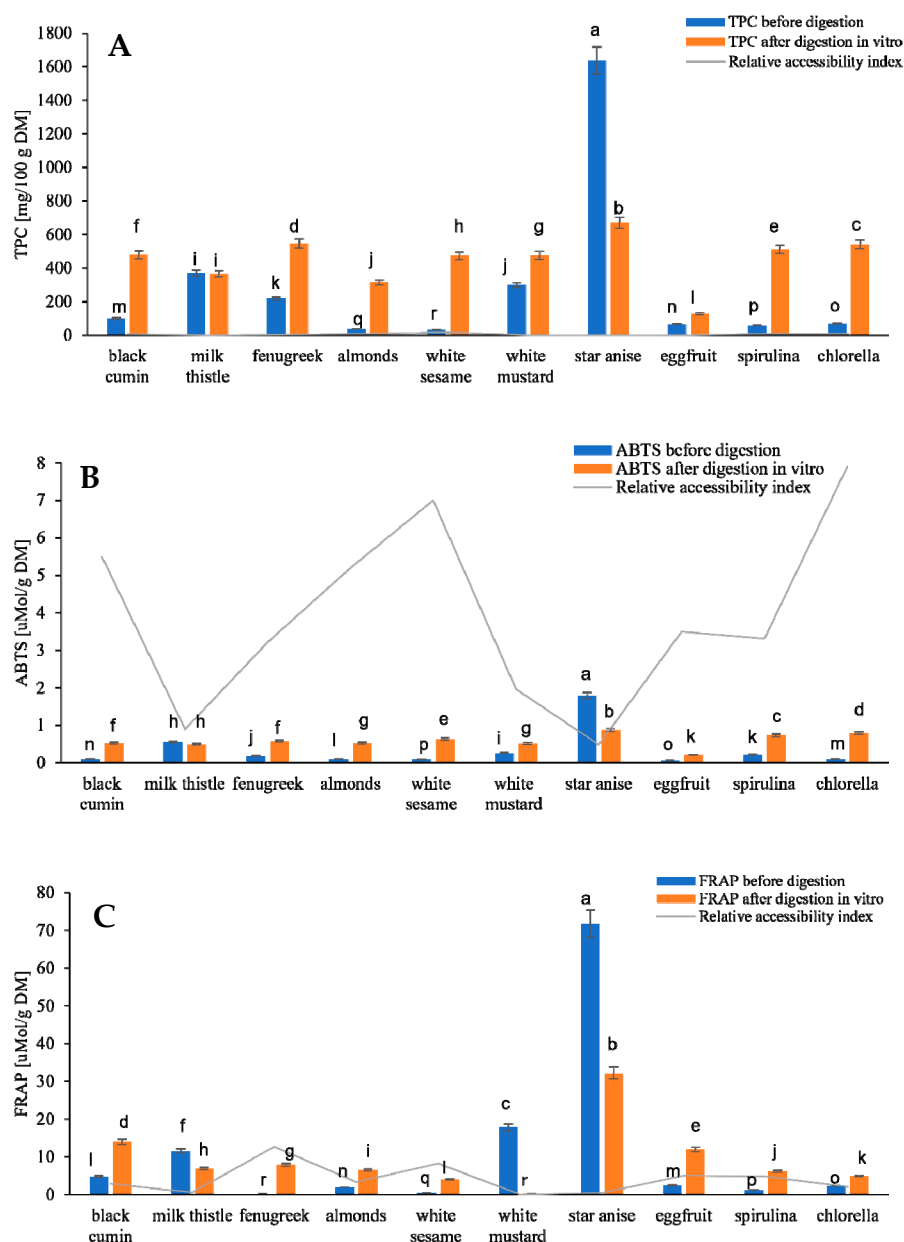 A
TPC before digestion
TPC after digestion in vitro
Relative accessibility index
TPC [mg/100 g DM]
1800
1600
1400
1200
1000
800
600
400
200
0
m f
i i
k d
q j
r h
j g
a b
n l
p e
o c
black cumin
milk thistle
fenugreek
almonds
white sesame
white mustard
star anise
eggfruit
spirulina
chlorella
B
ABTS before digestion
ABTS after digestion in vitro
Relative accessibility index
ABTS [uMol/g DM]
8
7
6
5
4
3
2
1
0
n f
h h
j f
l g
p e
i g
a b
o k
k c
m d
black cumin
milk thistle
fenugreek
almonds
white sesame
white mustard
star anise
eggfruit
spirulina
chlorella
C
FRAP before digestion
FRAP after digestion in vitro
Relative accessibility index
FRAP [uMol/g DM]
80
70
60
50
40
30
20
10
0
l d
f h
r g
n i
q l
c r
a b
m e
p j
o k
black cumin
milk thistle
fenugreek
almonds
white sesame
white mustard
star anise
eggfruit
spirulina
chlorella